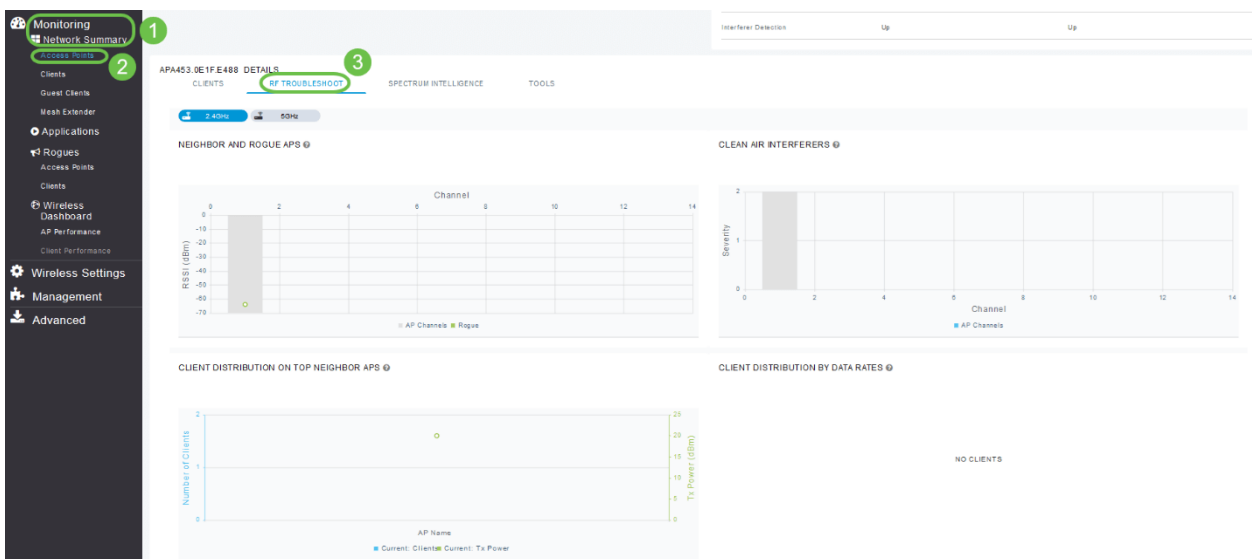 Monitoring
1
Network Summary
Access Points
2
Clients
Guest Clients
Mesh Extender
Applications
Rogues
Access Points
Clients
Wireless
Dashboard
AP Performance
Client Performance
Wireless Settings
Management
Advanced
Interferer Detection Up Up
APA453.0E1F.E488 DETAILS
3
CLIENTS RF TROUBLESHOOT SPECTRUM INTELLIGENCE TOOLS
2.4GHz 5GHz
NEIGHBOR AND ROGUE APS
Channel
0 2 4 6 8 10 12 14
0
-10
-20
-30
-40
-50
-60
-70
RSSI (dBm)
AP Channels Rogue
CLEAN AIR INTERFERERS
2
1
0
Severity
0 2 4 6 8 10 12 14
Channel
AP Channels
CLIENT DISTRIBUTION ON TOP NEIGHBOR APS
2
1
0
Number of Clients
25
20
15
10
5
0
Tx Power (dBm)
AP Name
Current: Clients Current: Tx Power
CLIENT DISTRIBUTION BY DATA RATES
NO CLIENTS